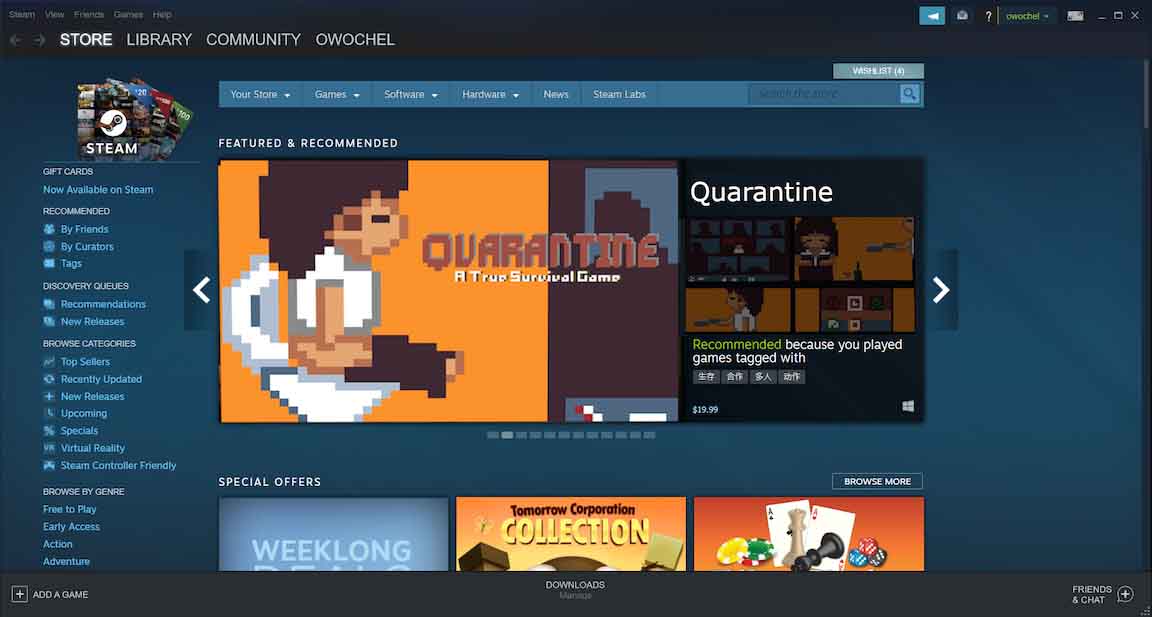 Steam View Friends Games Help
? owochel
STORE LIBRARY COMMUNITY OWOCHEL
WISHLIST (4)
Your Store Games Software Hardware News Steam Labs search the store
STEAM
GIFT CARDS
Now Available on Steam
RECOMMENDED
By Friends
By Curators
Tags
DISCOVERY QUEUES
Recommendations
New Releases
BROWSE CATEGORIES
Top Sellers
Recently Updated
New Releases
Upcoming
Specials
VR Virtual Reality
Steam Controller Friendly
BROWSE BY GENRE
Free to Play
Early Access
Action
Adventure
FEATURED & RECOMMENDED
QUARANTINE
A True Survival Game
Quarantine
Recommended because you played
games tagged with
生存 合作 多人 动作
$19.99
SPECIAL OFFERS
BROWSE MORE
WEEKLONG
DEALS
Tomorrow Corporation
COLLECTION
A A
+ ADD A GAME
DOWNLOADS
Manage
FRIENDS
& CHAT